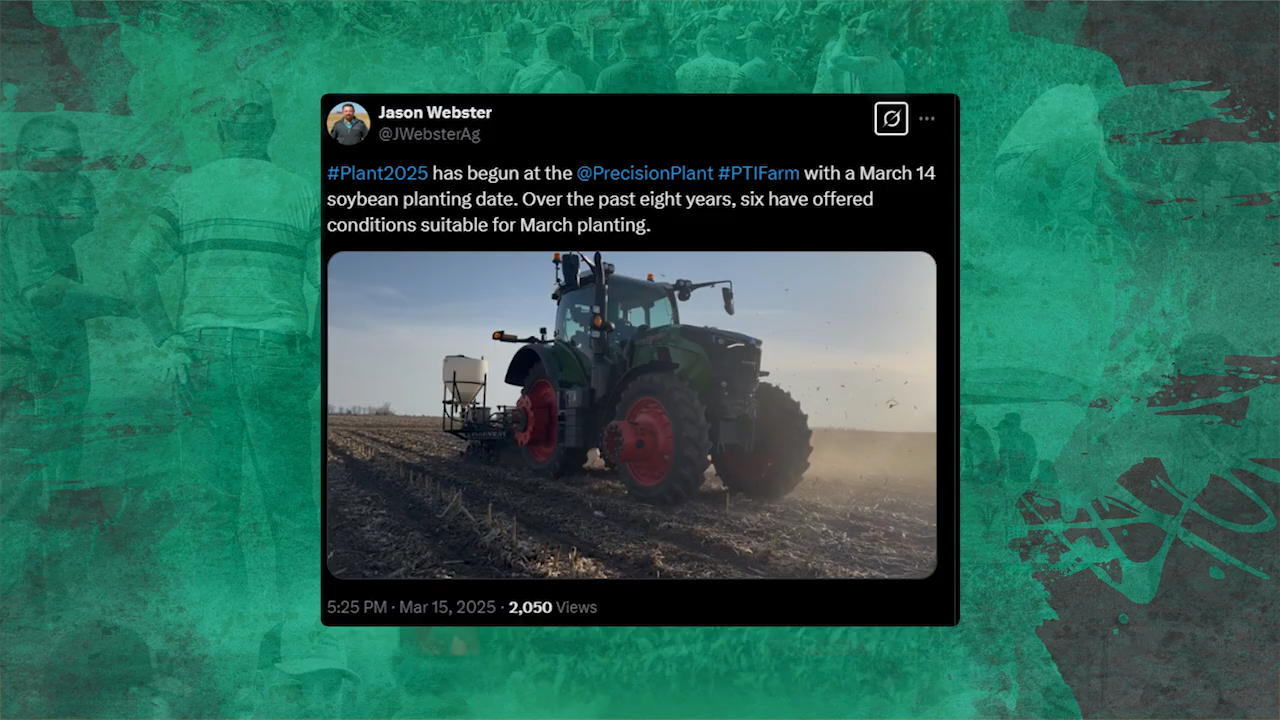 Jason Webster
@JWebsterAg
#Plant2025 has begun at the @PrecisionPlant #PTIFarm with a March 14
soybean planting date. Over the past eight years, six have offered
conditions suitable for March planting.
5:25 PM · Mar 15, 2025 · 2,050 Views